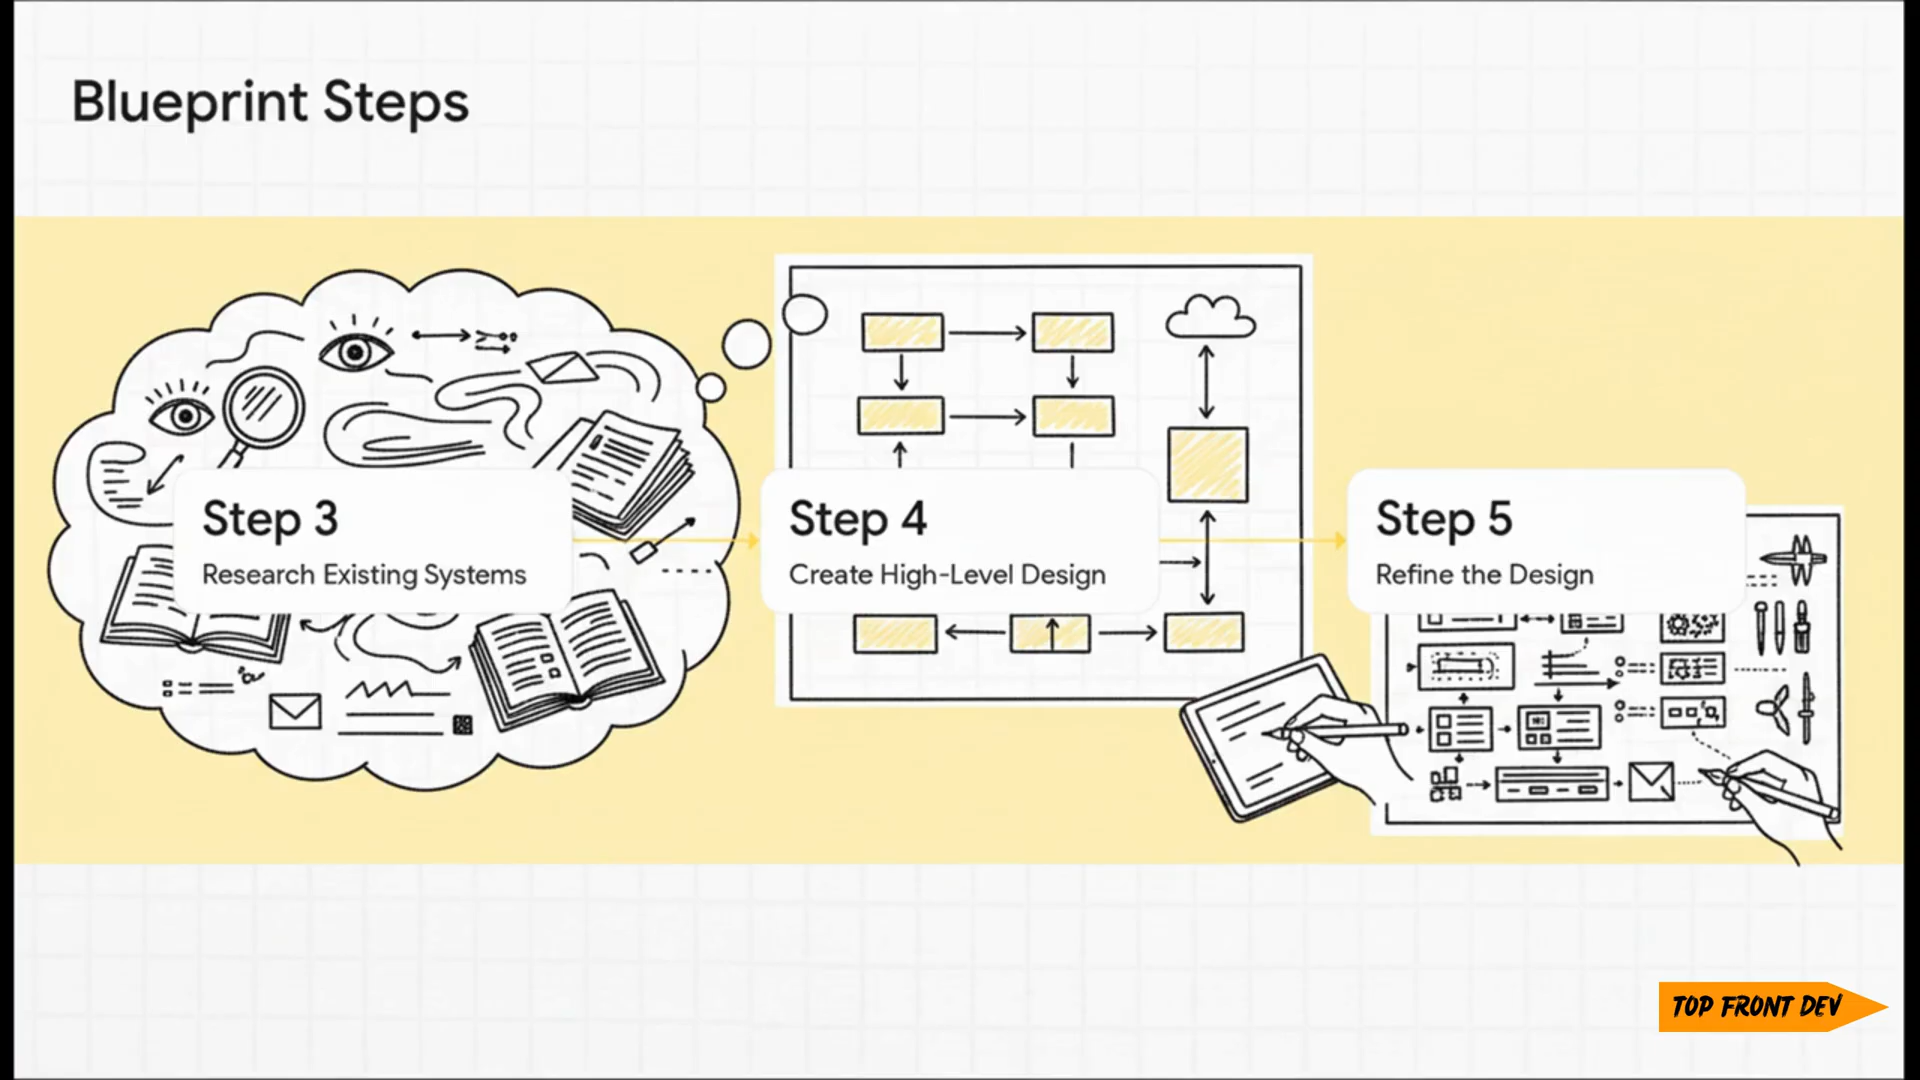 Blueprint Steps
Step 3
Research Existing Systems
Step 4
Create High-Level Design
Step 5
Refine the Design
TOP FRONT DEV